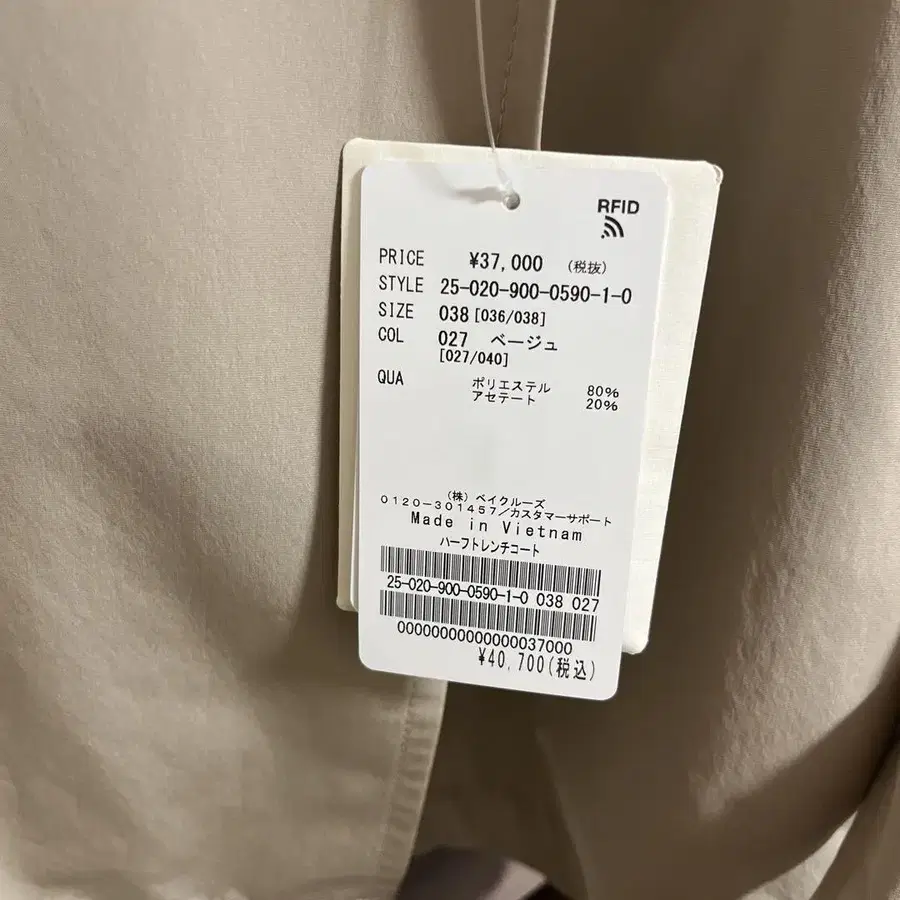 RFID
PRICE ¥37,000 (税抜)
STYLE 25-020-900-0590-1-0
SIZE 038 [036/038]
COL 027 ベージュ
[027/040]
QUA ポリエステル 80%
アセテート 20%
(株) ベイクルーズ
0120-301457/カスタマーサポート
Made in Vietnam
ハーフトレンチコート
25-020-900-0590-1-0 038 027
00000000000000037000
¥40,700(税込)